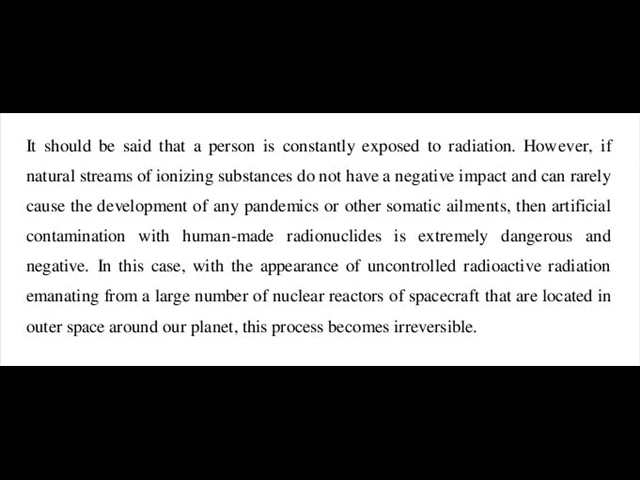 It should be said that a person is constantly exposed to radiation. However, if
natural streams of ionizing substances do not have a negative impact and can rarely
cause the development of any pandemics or other somatic ailments, then artificial
contamination with human-made radionuclides is extremely dangerous and
negative. In this case, with the appearance of uncontrolled radioactive radiation
emanating from a large number of nuclear reactors of spacecraft that are located in
outer space around our planet, this process becomes irreversible.